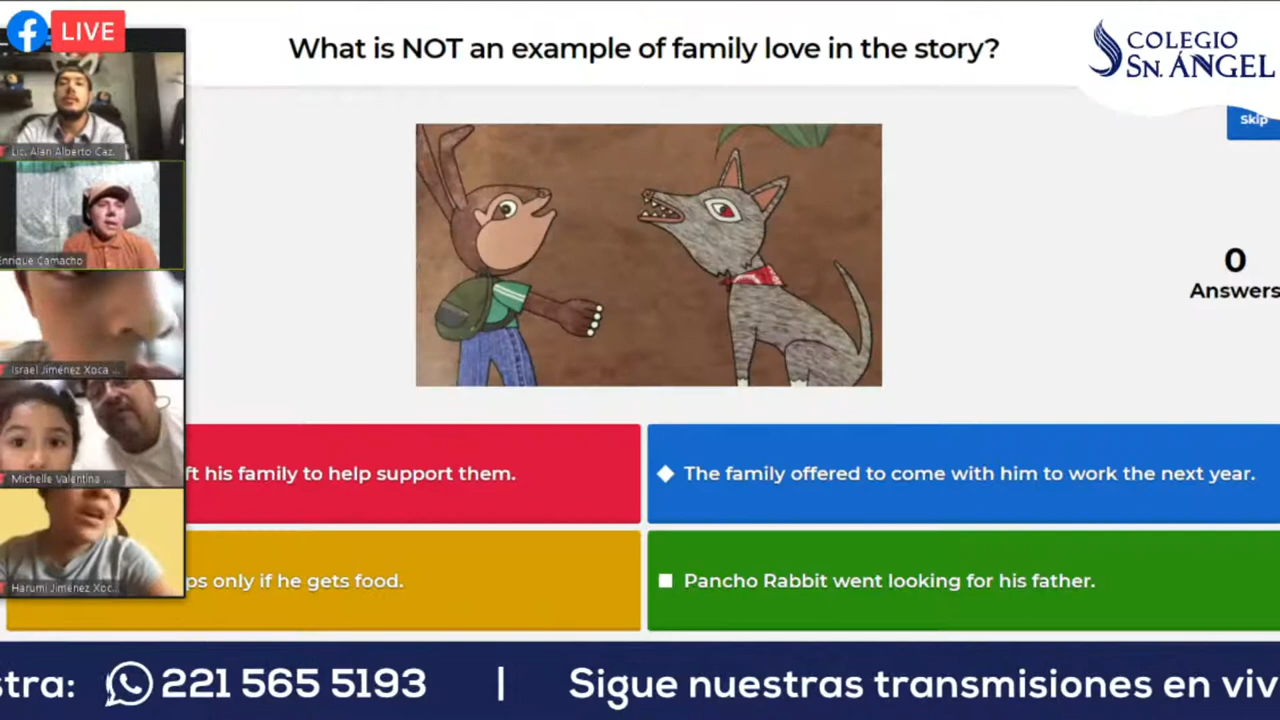 LIVE
What is NOT an example of family love in the story?
COLEGIO
SN. ÁNGEL
Skip
Lic. Alan Alberto Caz.
Enrique Camacho
0
Answers
Israel Jiménez Xoca ...
ft his family to help support them.
The family offered to come with him to work the next year.
Michelle Valentina ...
ps only if he gets food.
Pancho Rabbit went looking for his father.
Harumi Jiménez Xoc...
stra: 221 565 5193 | Sigue nuestras transmisiones en viv